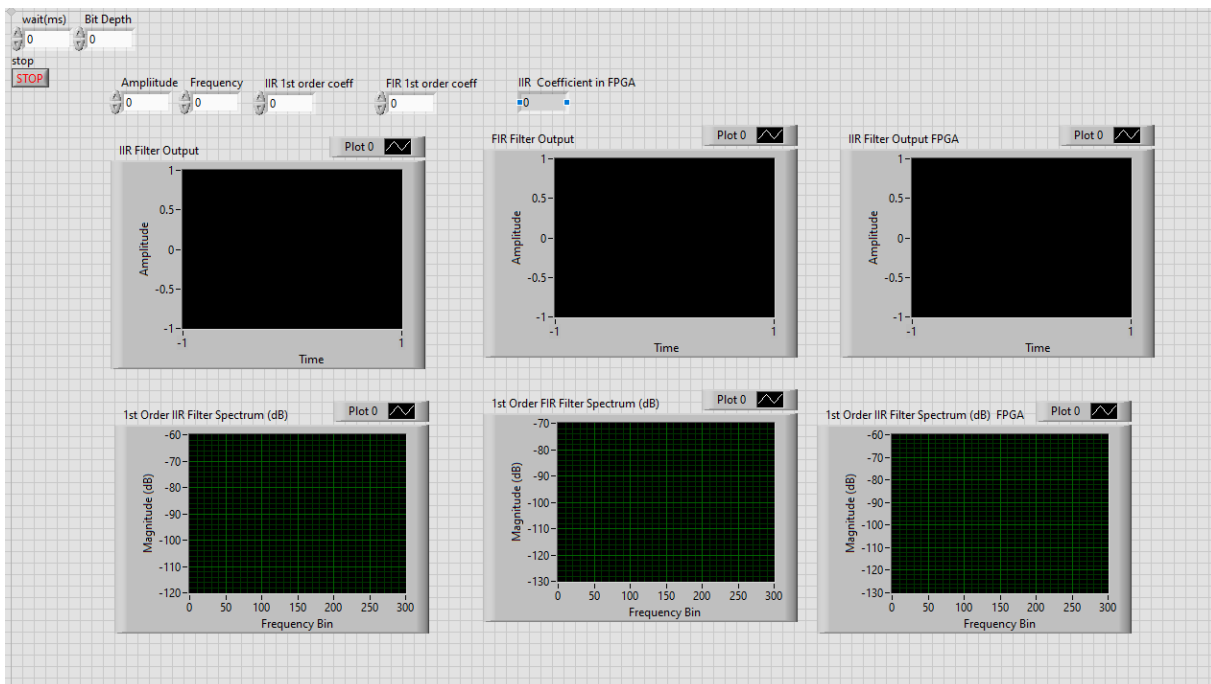 wait(ms) Bit Depth
0 0
stop
STOP
Ampliitude Frequency IIR 1st order coeff FIR 1st order coeff IIR Coefficient in FPGA
0 0 0 0 0
IIR Filter Output Plot 0
1
0.5
0
-0.5
-1
-1 1
Amplitude
Time
FIR Filter Output Plot 0
1
0.5
0
-0.5
-1
-1 1
Amplitude
Time
IIR Filter Output FPGA Plot 0
1
0.5
0
-0.5
-1
-1 1
Amplitude
Time
1st Order IIR Filter Spectrum (dB) Plot 0
-60
-70
-80
-90
-100
-110
-120
0 50 100 150 200 250 300
Magnitude (dB)
Frequency Bin
1st Order FIR Filter Spectrum (dB) Plot 0
-70
-80
-90
-100
-110
-120
-130
0 50 100 150 200 250 300
Magnitude (dB)
Frequency Bin
1st Order IIR Filter Spectrum (dB) FPGA Plot 0
-60
-70
-80
-90
-100
-110
-120
-130
0 50 100 150 200 250 300
Magnitude (dB)
Frequency Bin